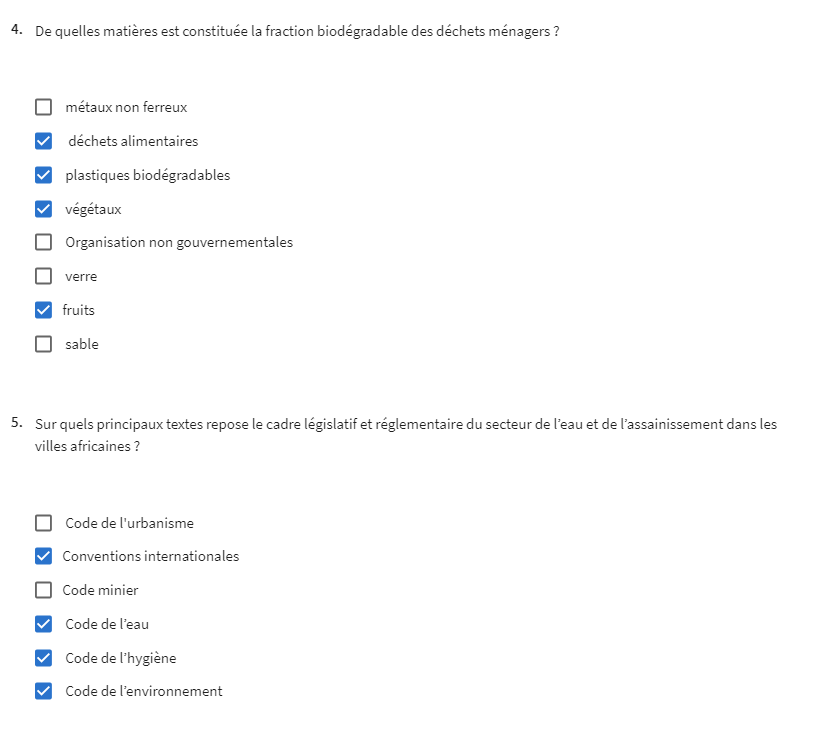 4. De quelles matières est constituée la fraction biodégradable des déchets ménagers ?
métaux non ferreux
déchets alimentaires
plastiques biodégradables
végétaux
Organisation non gouvernementales
verre
fruits
sable
5. Sur quels principaux textes repose le cadre législatif et réglementaire du secteur de l’eau et de l’assainissement dans les
villes africaines ?
Code de l'urbanisme
Conventions internationales
Code minier
Code de l’eau
Code de l’hygiène
Code de l’environnement